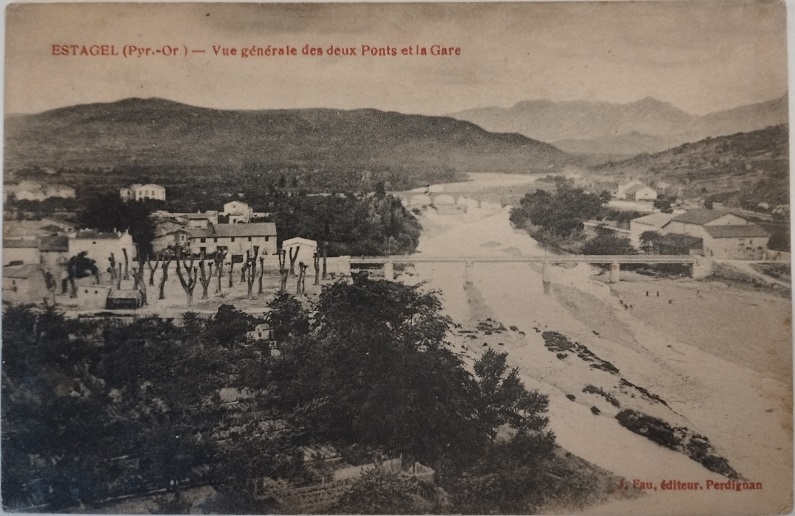 ESTAGEL (Pyr.-Or) — Vue générale des deux Ponts et la Gare
J. Fau, éditeur. Perdignan